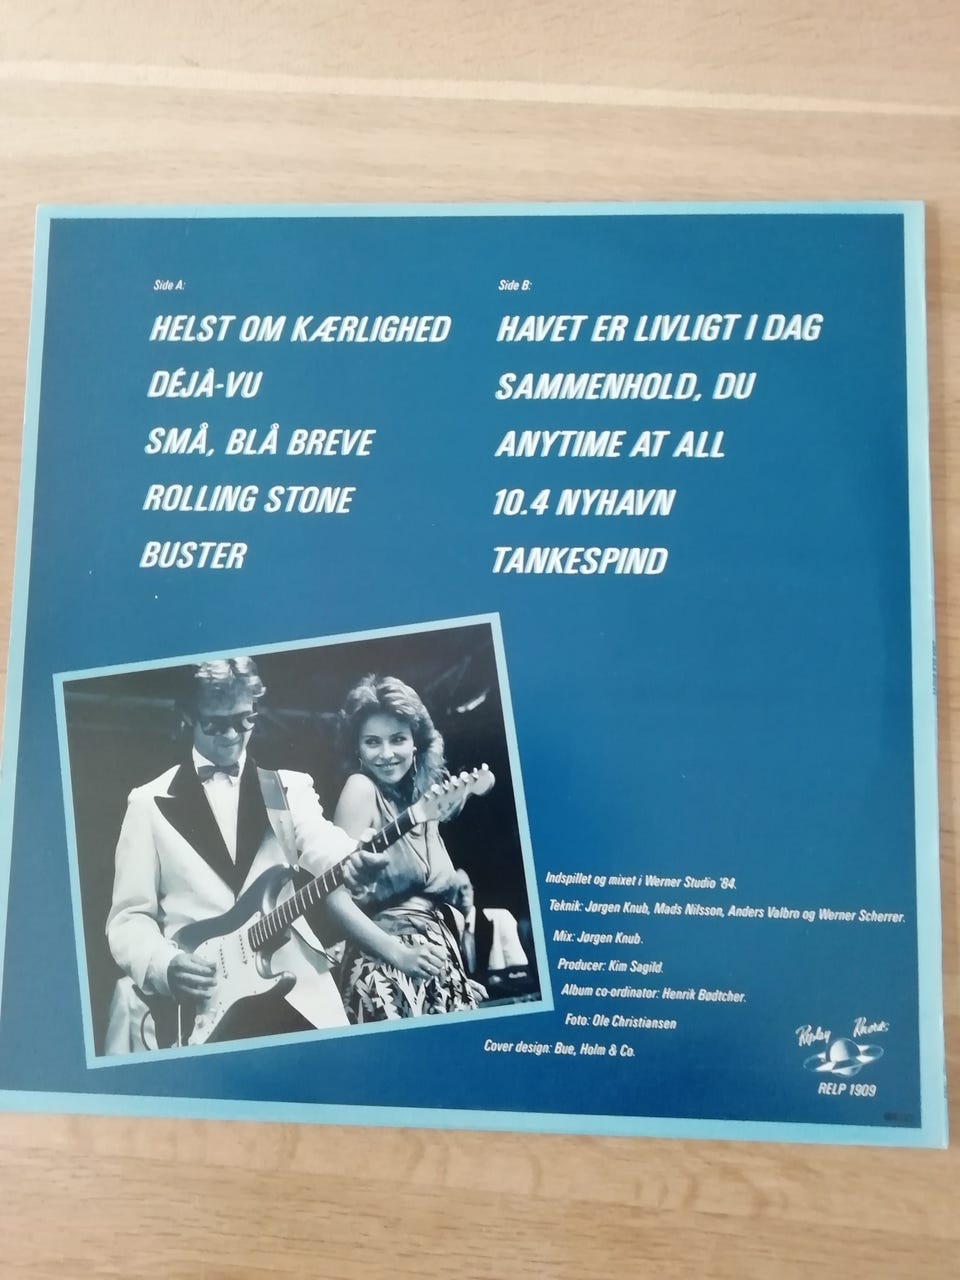 Side A:
HELST OM KÆRLIGHED
DÉJÀ-VU
SMÅ, BLÅ BREVE
ROLLING STONE
BUSTER
Side B:
HAVET ER LIVLIGT I DAG
SAMMENHOLD, DU
ANYTIME AT ALL
10.4 NYHAVN
TANKESPIND
Indspillet og mixet i Werner Studio '84.
Teknik: Jørgen Knub, Mads Nilsson, Anders Valbro og Werner Scherrer.
Mix: Jørgen Knub.
Producer: Kim Sagild.
Album co-ordinator: Henrik Bødtcher.
Foto: Ole Christiansen
Cover design: Bue, Holm & Co.
Replay Records
RELP 1909